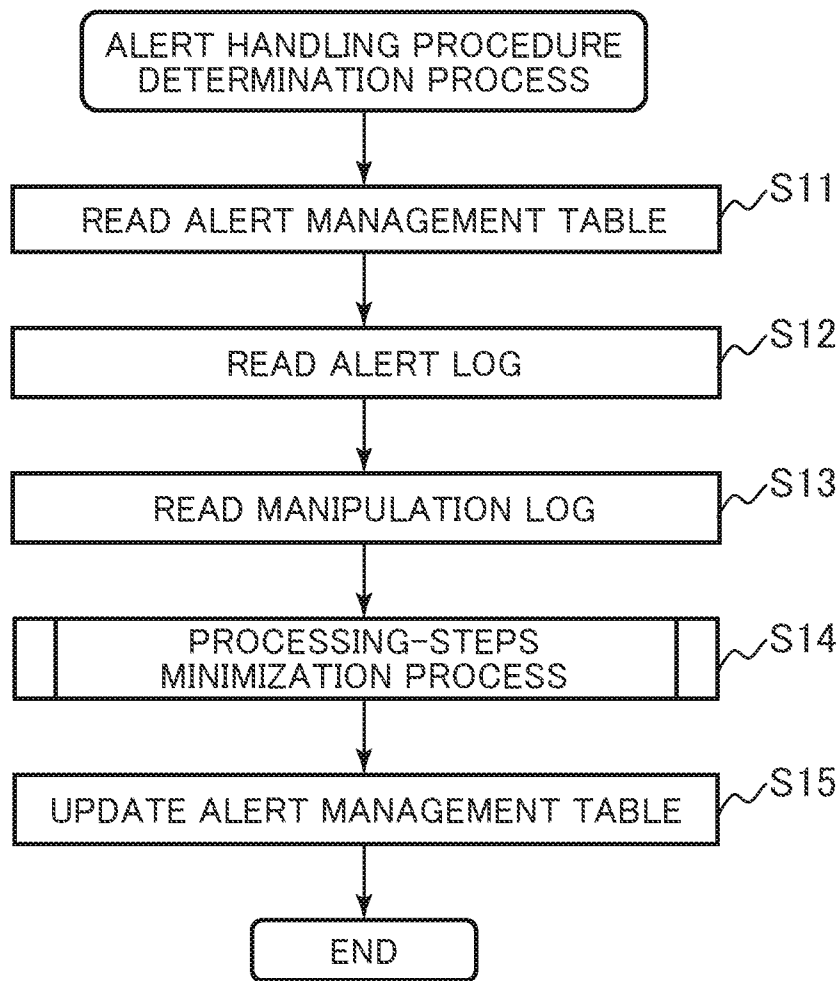 ALERT HANDLING PROCEDURE
DETERMINATION PROCESS
S11
READ ALERT MANAGEMENT TABLE
S12
READ ALERT LOG
S13
READ MANIPULATION LOG
S14
PROCESSING-STEPS
MINIMIZATION PROCESS
S15
UPDATE ALERT MANAGEMENT TABLE
END